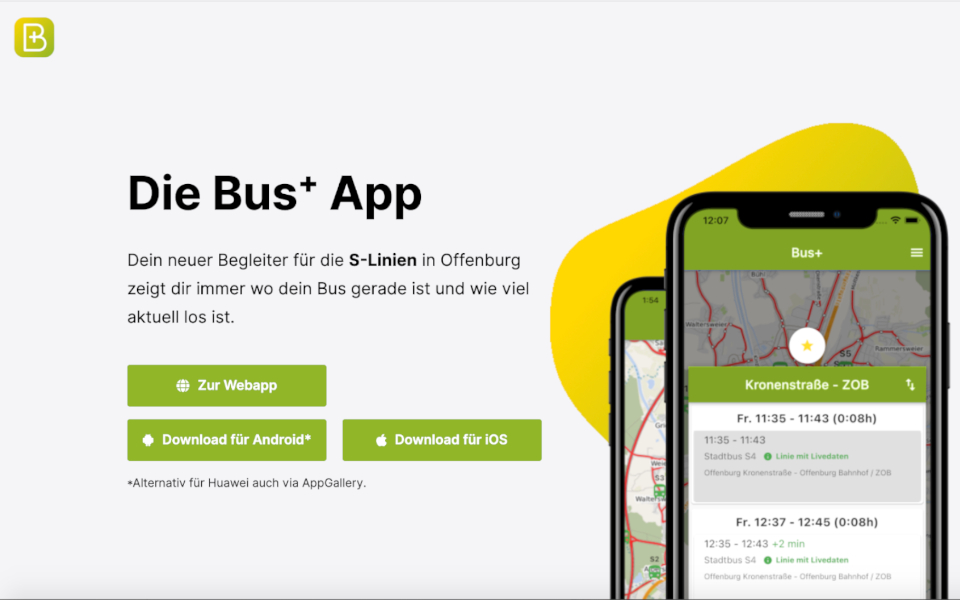 B
Die Bus⁺ App
Dein neuer Begleiter für die S-Linien in Offenburg
zeigt dir immer wo dein Bus gerade ist und wie viel
aktuell los ist.
Zur Webapp
Download für Android*
Download für iOS
*Alternativ für Huawei auch via AppGallery.
1:54
S3
S2
12:07
Bus+
Rammersweier
S5
Kronenstraße - ZOB
Fr. 11:35 - 11:43 (0:08h)
11:35 - 11:43
Stadtbus S4 Linie mit Livedaten
Offenburg Kronenstraße - Offenburg Bahnhof / ZOB
Fr. 12:37 - 12:45 (0:08h)
12:35 - 12:43 +2 min
Stadtbus S4 Linie mit Livedaten
Offenburg Kronenstraße - Offenburg Bahnhof / ZOB